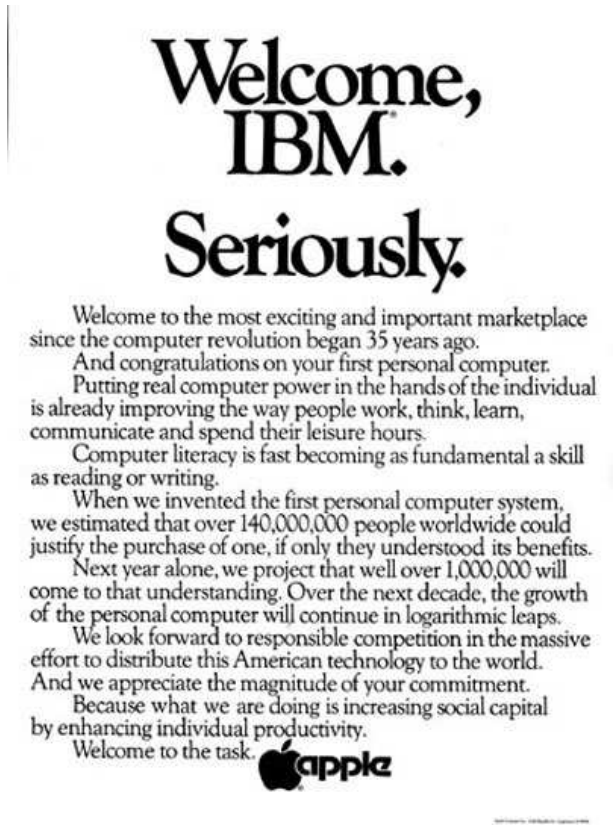 Welcome,
IBM.®
Seriously.
Welcome to the most exciting and important marketplace
since the computer revolution began 35 years ago.
And congratulations on your first personal computer.
Putting real computer power in the hands of the individual
is already improving the way people work, think, learn,
communicate and spend their leisure hours.
Computer literacy is fast becoming as fundamental a skill
as reading or writing.
When we invented the first personal computer system,
we estimated that over 140,000,000 people worldwide could
justify the purchase of one, if only they understood its benefits.
Next year alone, we project that well over 1,000,000 will
come to that understanding. Over the next decade, the growth
of the personal computer will continue in logarithmic leaps.
We look forward to responsible competition in the massive
effort to distribute this American technology to the world.
And we appreciate the magnitude of your commitment.
Because what we are doing is increasing social capital
by enhancing individual productivity.
Welcome to the task. apple®